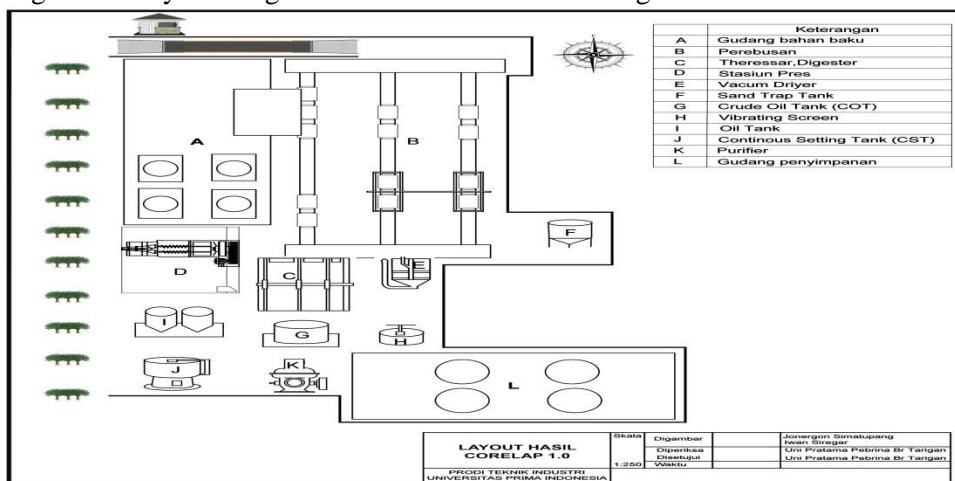 Keterangan
A Gudang bahan baku
B Perebusan
C Theressar,Digester
D Stasiun Pres
E Vacum Driyer
F Sand Trap Tank
G Crude Oil Tank (COT)
H Vibrating Screen
I Oil Tank
J Continous Setting Tank (CST)
K Purifier
L Gudang penyimpanan
A
B
F
E
C
D
I
G
H
J
K
L
LAYOUT HASIL
CORELAP 1.0
PRODI TEKNIK INDUSTRI
UNIVERSITAS PRIMA INDONESIA
Skala
1:250
Digambar
Jonergon Simatupang
Iwan Siregar
Diperiksa
Uni Pratama Pebrina Br Tarigan
Disetujui
Uni Pratama Pebrina Br Tarigan
Waktu